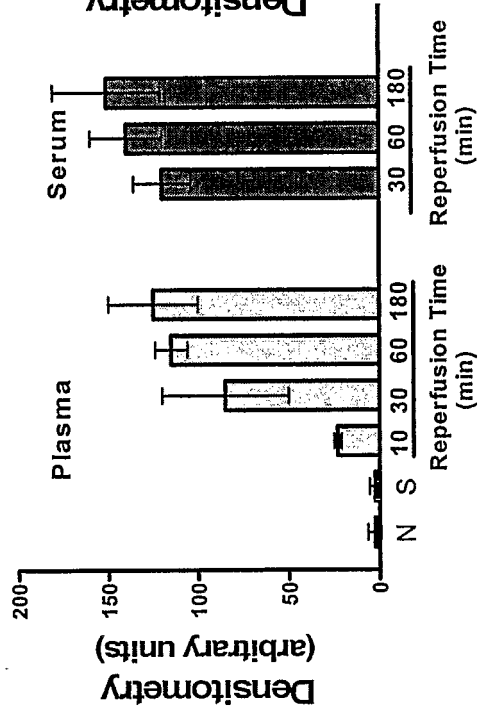 Densitometry
Densitometry
(arbitrary units)
200
150
100
50
0
Plasma
Serum
N
S
10
30
60
180
30
60
180
Reperfusion Time
(min)
Reperfusion Time
(min)